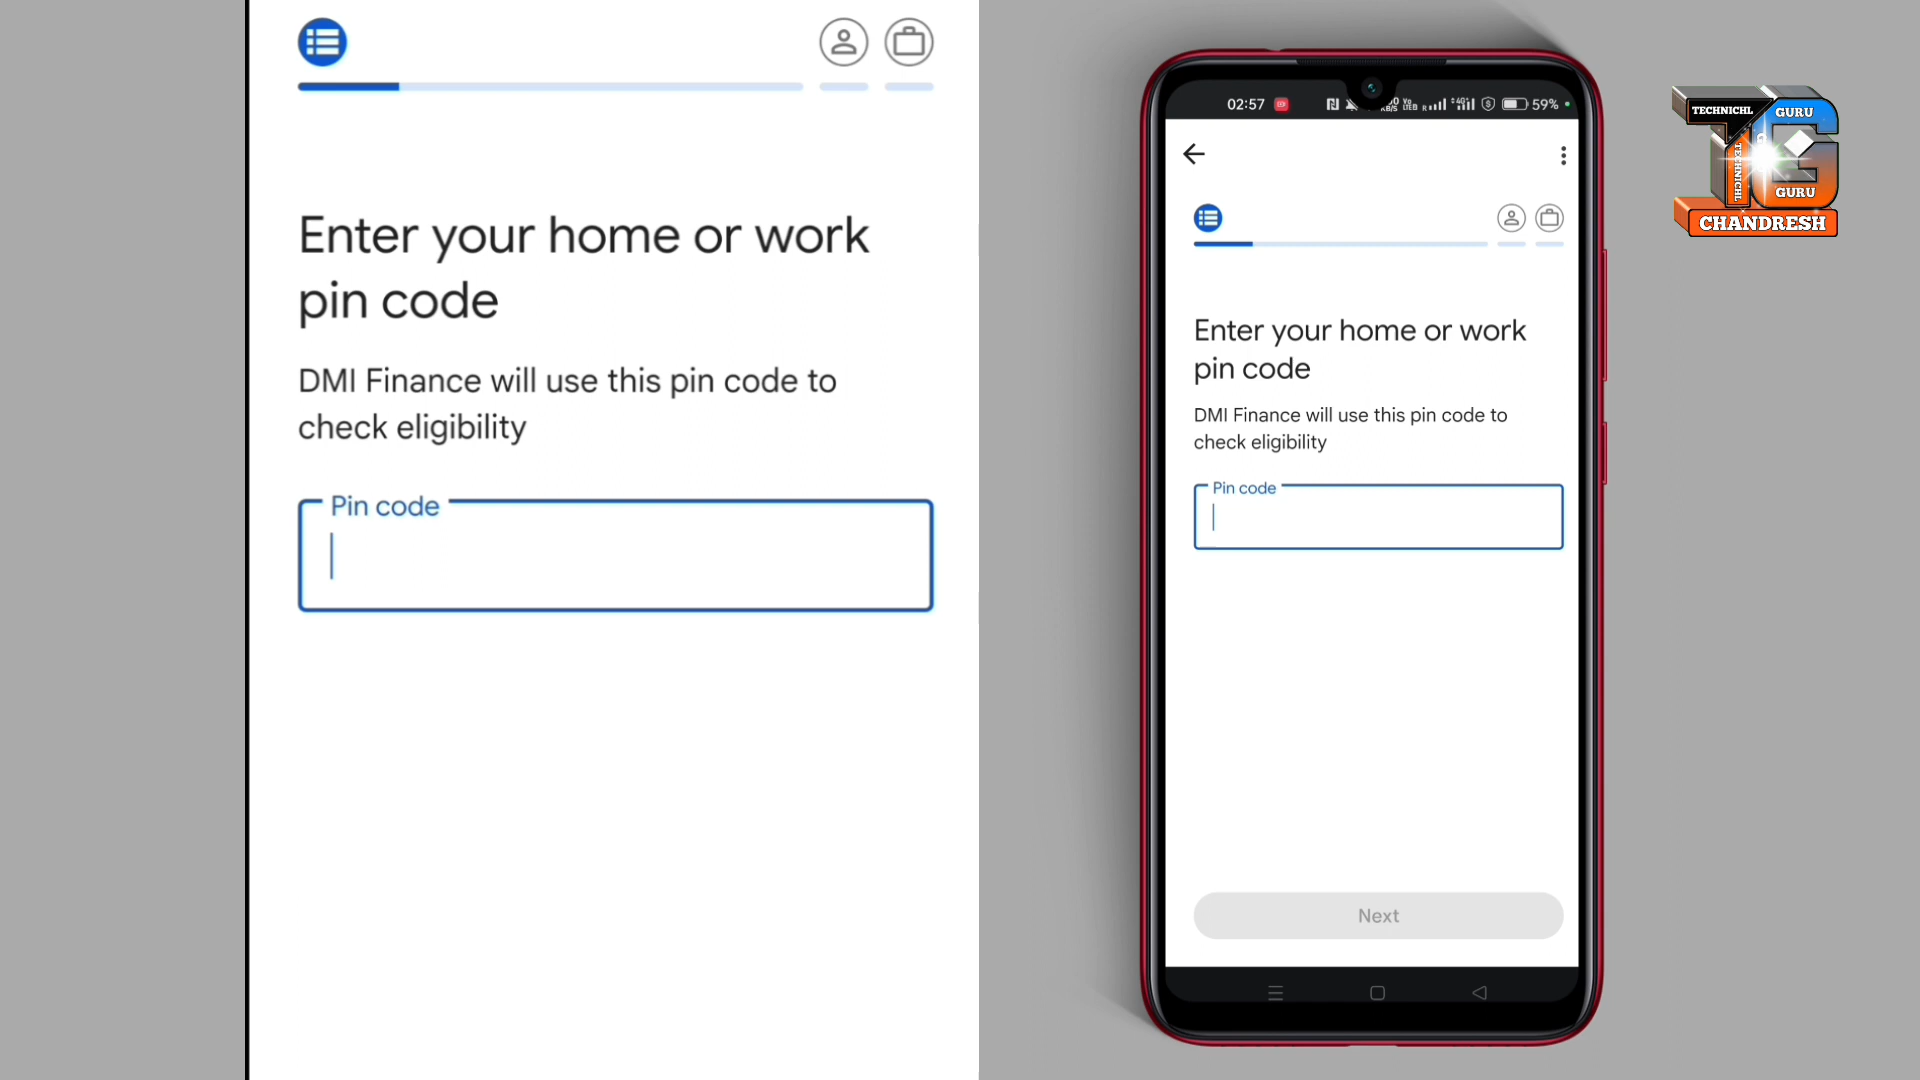 Enter your home or work
pin code
DMI Finance will use this pin code to
check eligibility
Pin code
02:57
59%
Enter your home or work
pin code
DMI Finance will use this pin code to
check eligibility
Pin code
Next
TECHNICHL
GURU
TECHNICHL
GURU
CHANDRESH